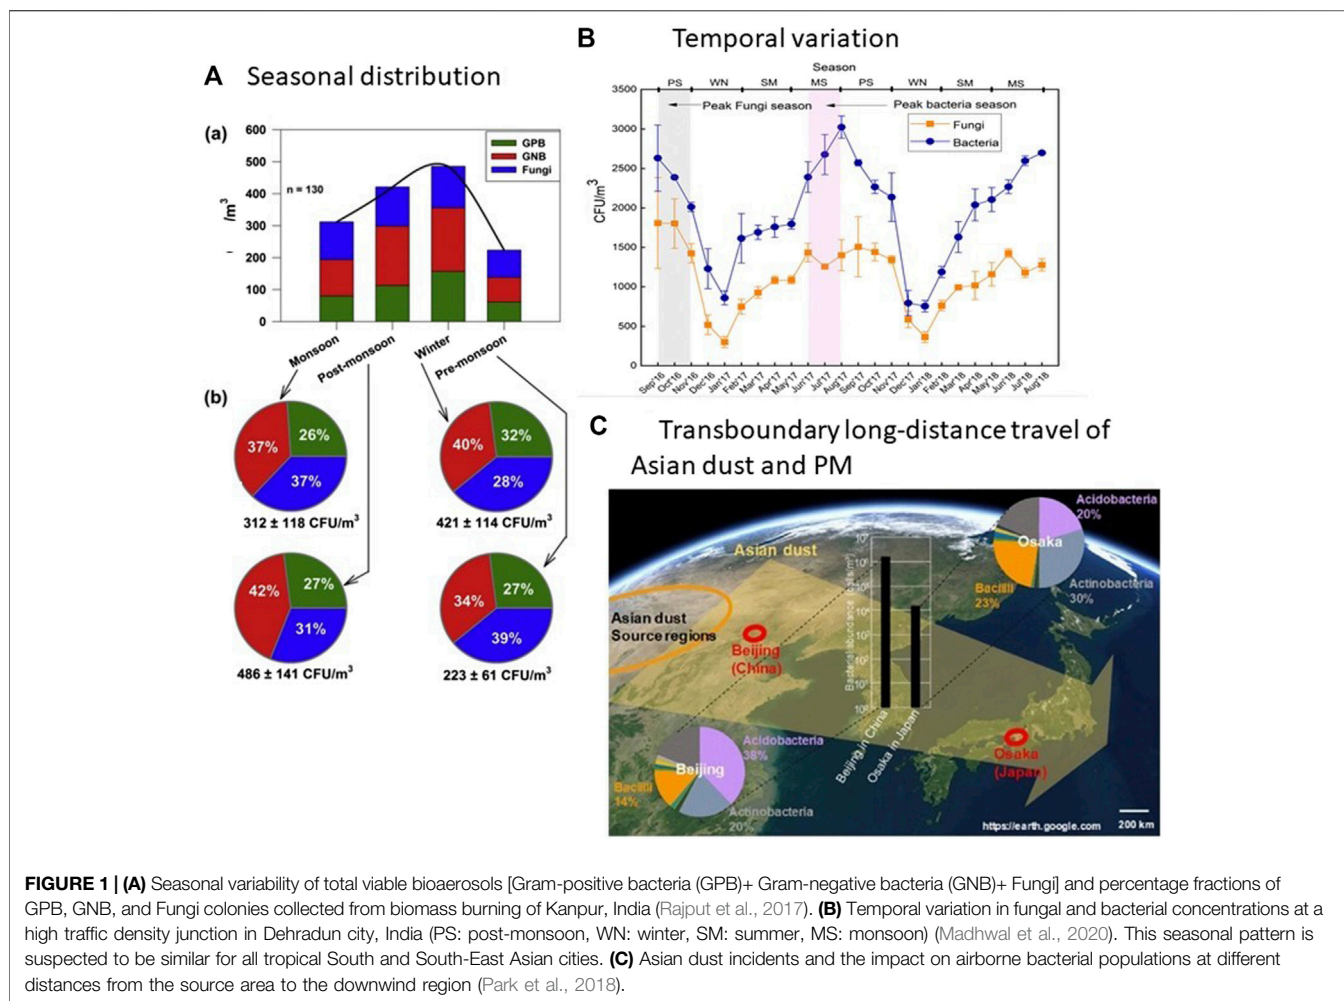 A Seasonal distribution
(a)
600
500
400
300
200
100
0
/m³
n = 130
GPB
GNB
Fungi
Monsoon
Post-monsoon
Winter
Pre-monsoon
(b)
37%
26%
37%
312 ± 118 CFU/m³
40%
32%
28%
421 ± 114 CFU/m³
42%
27%
31%
486 ± 141 CFU/m³
34%
27%
39%
223 ± 61 CFU/m³
B Temporal variation
Season
PS WN SM MS PS WN SM MS
Peak Fungi season
Peak bacteria season
Fungi
Bacteria
CFU/m³
3500
3000
2500
2000
1500
1000
500
0
Sep'16
Oct'16
Nov'16
Dec'16
Jan'17
Feb'17
Mar'17
Apr'17
May'17
Jun'17
Jul'17
Aug'17
Sep'17
Oct'17
Nov'17
Dec'17
Jan'18
Feb'18
Mar'18
Apr'18
May'18
Jun'18
Jul'18
Aug'18
C Transboundary long-distance travel of
Asian dust and PM
Asian dust
Asian dust
Source regions
Beijing
(China)
Osaka
(Japan)
Osaka
Acidobacteria
20%
Actinobacteria
30%
Bacilli
23%
Beijing
Acidobacteria
38%
Actinobacteria
20%
Bacilli
14%
Bacterial abundance
Beijing in China
Osaka in Japan
https://earth.google.com
200 km
FIGURE 1 | (A) Seasonal variability of total viable bioaerosols [Gram-positive bacteria (GPB)+ Gram-negative bacteria (GNB)+ Fungi] and percentage fractions of
GPB, GNB, and Fungi colonies collected from biomass burning of Kanpur, India (Rajput et al., 2017). (B) Temporal variation in fungal and bacterial concentrations at a
high traffic density junction in Dehradun city, India (PS: post-monsoon, WN: winter, SM: summer, MS: monsoon) (Madhwal et al., 2020). This seasonal pattern is
suspected to be similar for all tropical South and South-East Asian cities. (C) Asian dust incidents and the impact on airborne bacterial populations at different
distances from the source area to the downwind region (Park et al., 2018).